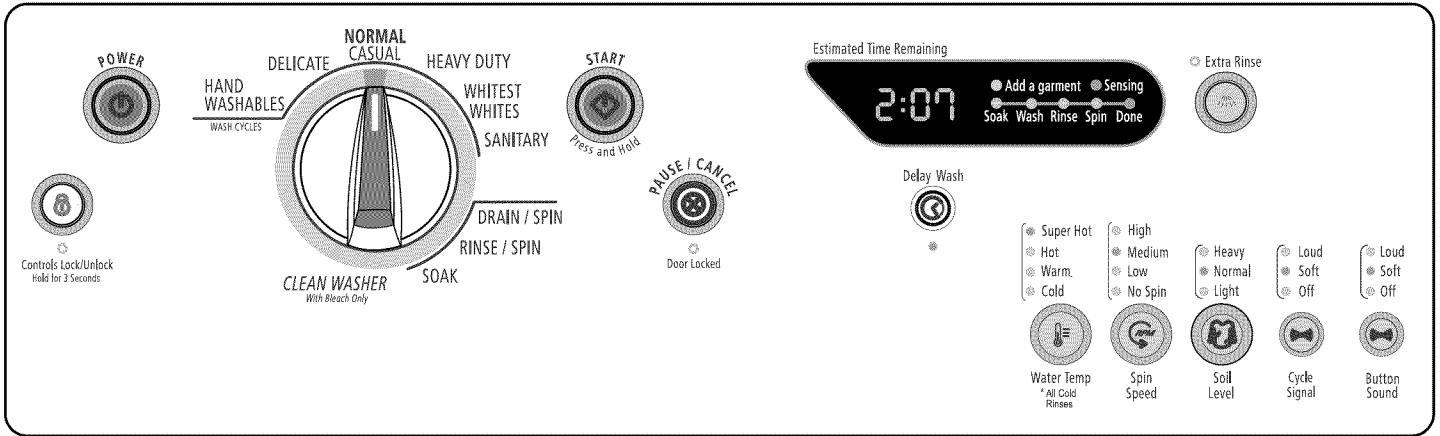 POWER
Controls Lock/Unlock
Hold for 3 Seconds
HAND
WASHABLES
WASH CYCLES
DELICATE
NORMAL
CASUAL
HEAVY DUTY
WHITEST
WHITES
SANITARY
DRAIN / SPIN
RINSE / SPIN
SOAK
CLEAN WASHER
With Bleach Only
START
Press and Hold
PAUSE / CANCEL
Door Locked
Estimated Time Remaining
2:07
Add a garment Sensing
Soak Wash Rinse Spin Done
Extra Rinse
Delay Wash
Super Hot
Hot
Warm
Cold
Water Temp
* All Cold
Rinses
High
Medium
Low
No Spin
RPM
Spin
Speed
Heavy
Normal
Light
Soil
Level
Loud
Soft
Off
Cycle
Signal
Loud
Soft
Off
Button
Sound